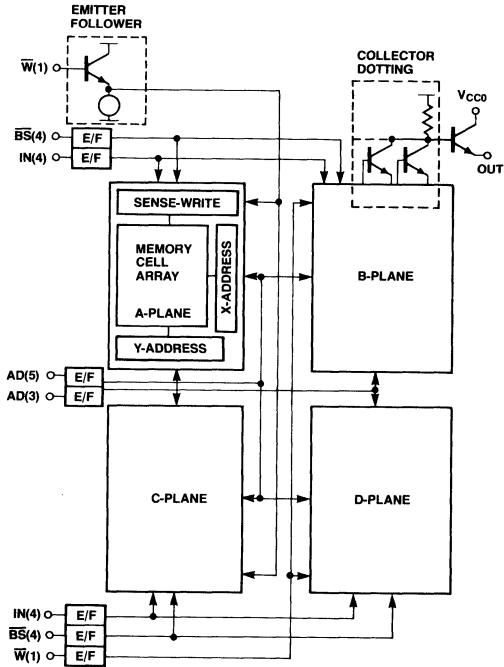 EMITTER
FOLLOWER
W̅(1)
COLLECTOR
DOTTING
V_CC0
OUT
B̅S̅(4) E/F
IN(4) E/F
SENSE-WRITE
MEMORY
CELL
ARRAY
A-PLANE
X-ADDRESS
Y-ADDRESS
B-PLANE
AD(5) E/F
AD(3) E/F
C-PLANE
D-PLANE
IN(4) E/F
B̅S̅(4) E/F
W̅(1) E/F